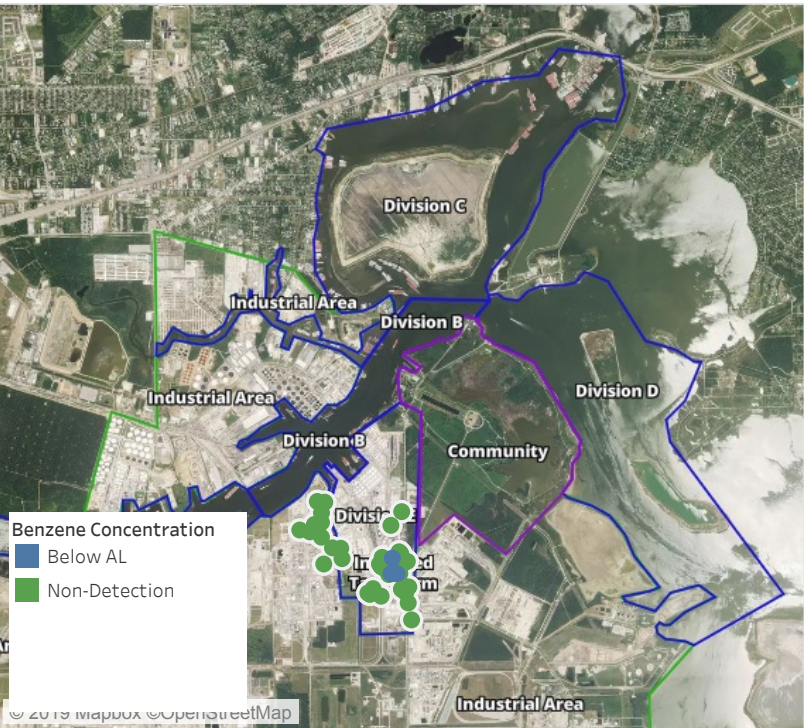 Division C
Industrial Area
Division B
Division D
Industrial Area
Division B
Community
Benzene Concentration
Below AL
Non-Detection
© 2019 Mapbox ©OpenStreetMap
Industrial Area